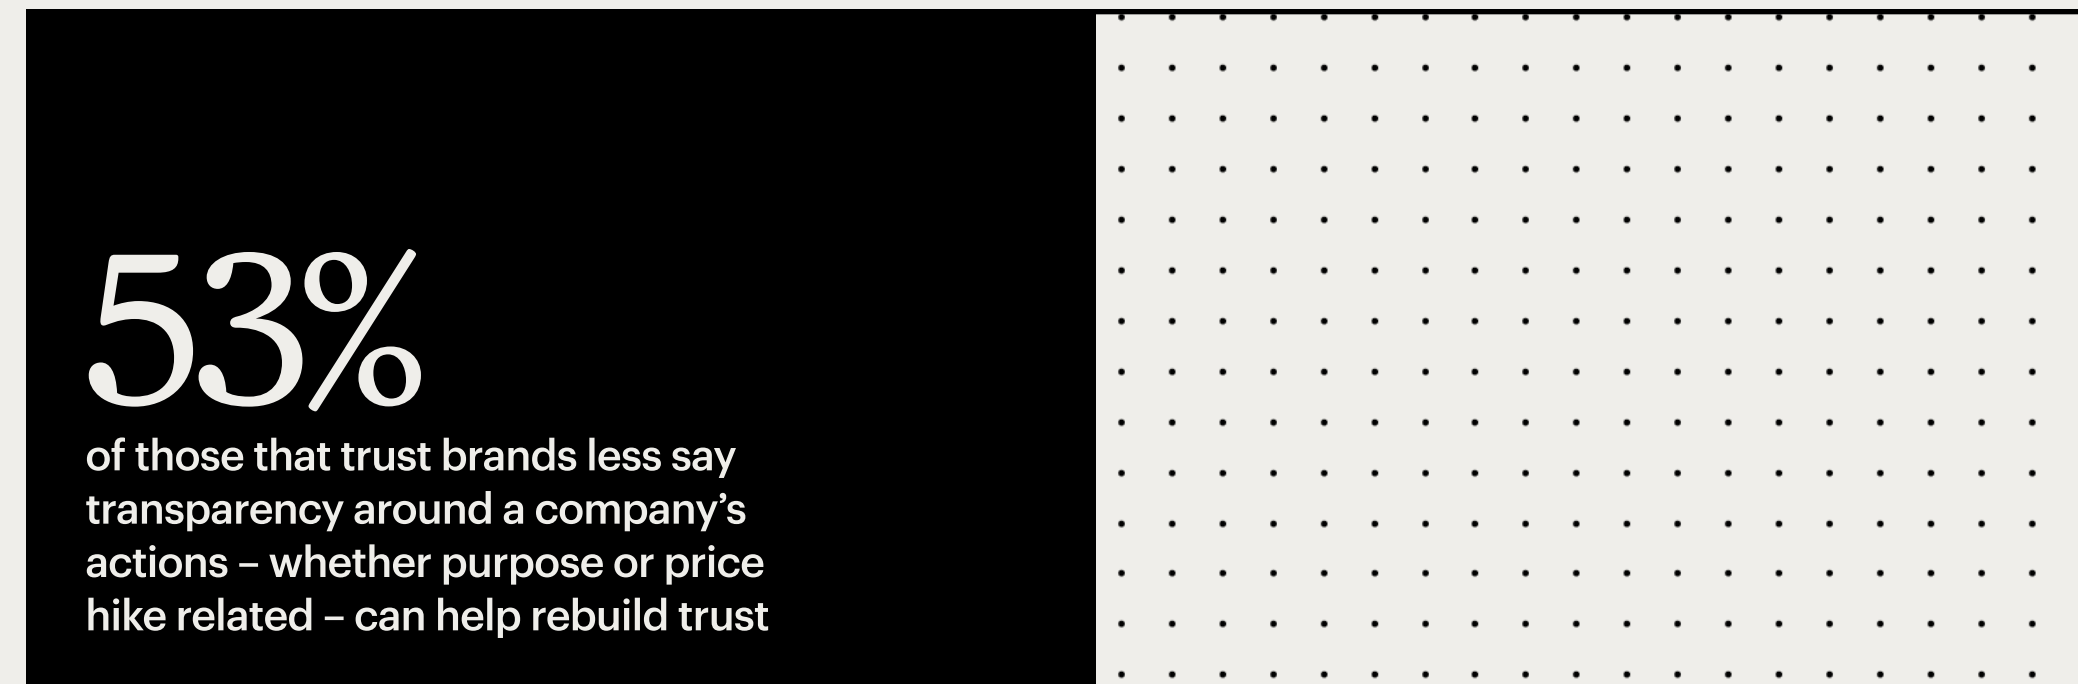 53%
of those that trust brands less say
transparency around a company’s
actions – whether purpose or price
hike related – can help rebuild trust